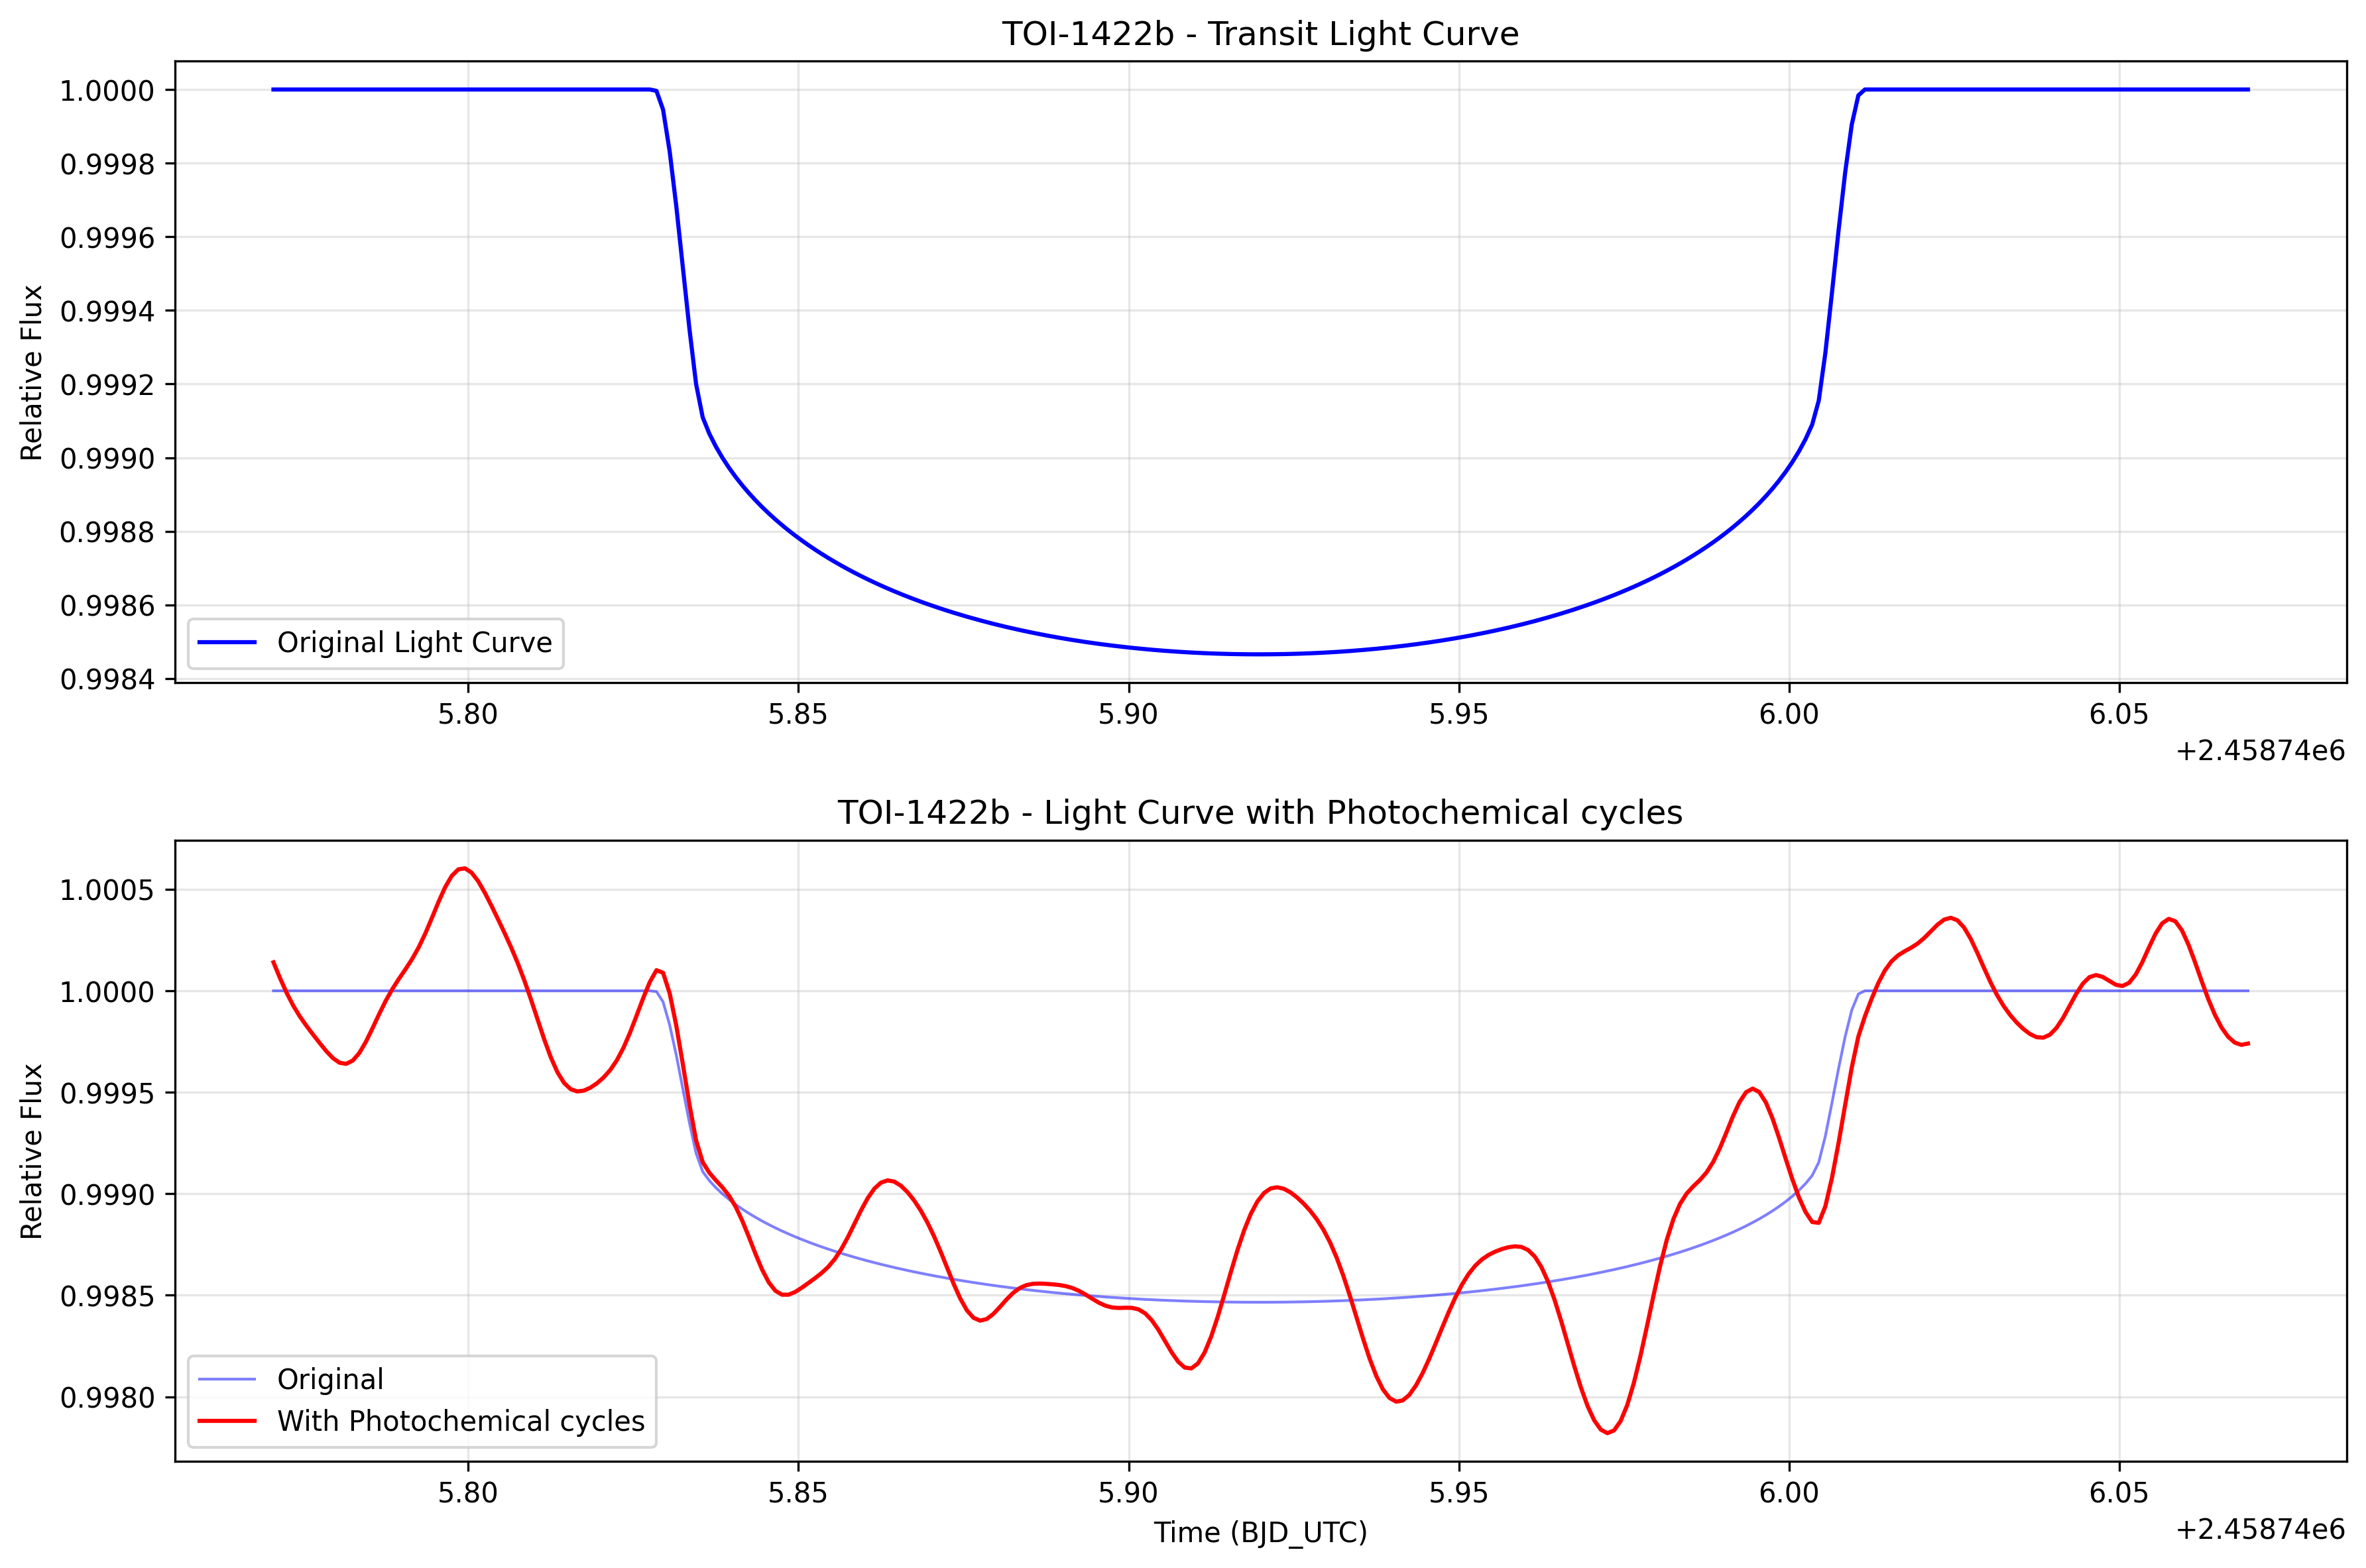 TOI-1422b - Transit Light Curve
1.0000
0.9998
0.9996
0.9994
0.9992
0.9990
0.9988
0.9986
0.9984
Relative Flux
Original Light Curve
5.80 5.85 5.90 5.95 6.00 6.05
+2.45874e6
TOI-1422b - Light Curve with Photochemical cycles
1.0005
1.0000
0.9995
0.9990
0.9985
0.9980
Relative Flux
Original
With Photochemical cycles
5.80 5.85 5.90 5.95 6.00 6.05
Time (BJD_UTC)
+2.45874e6